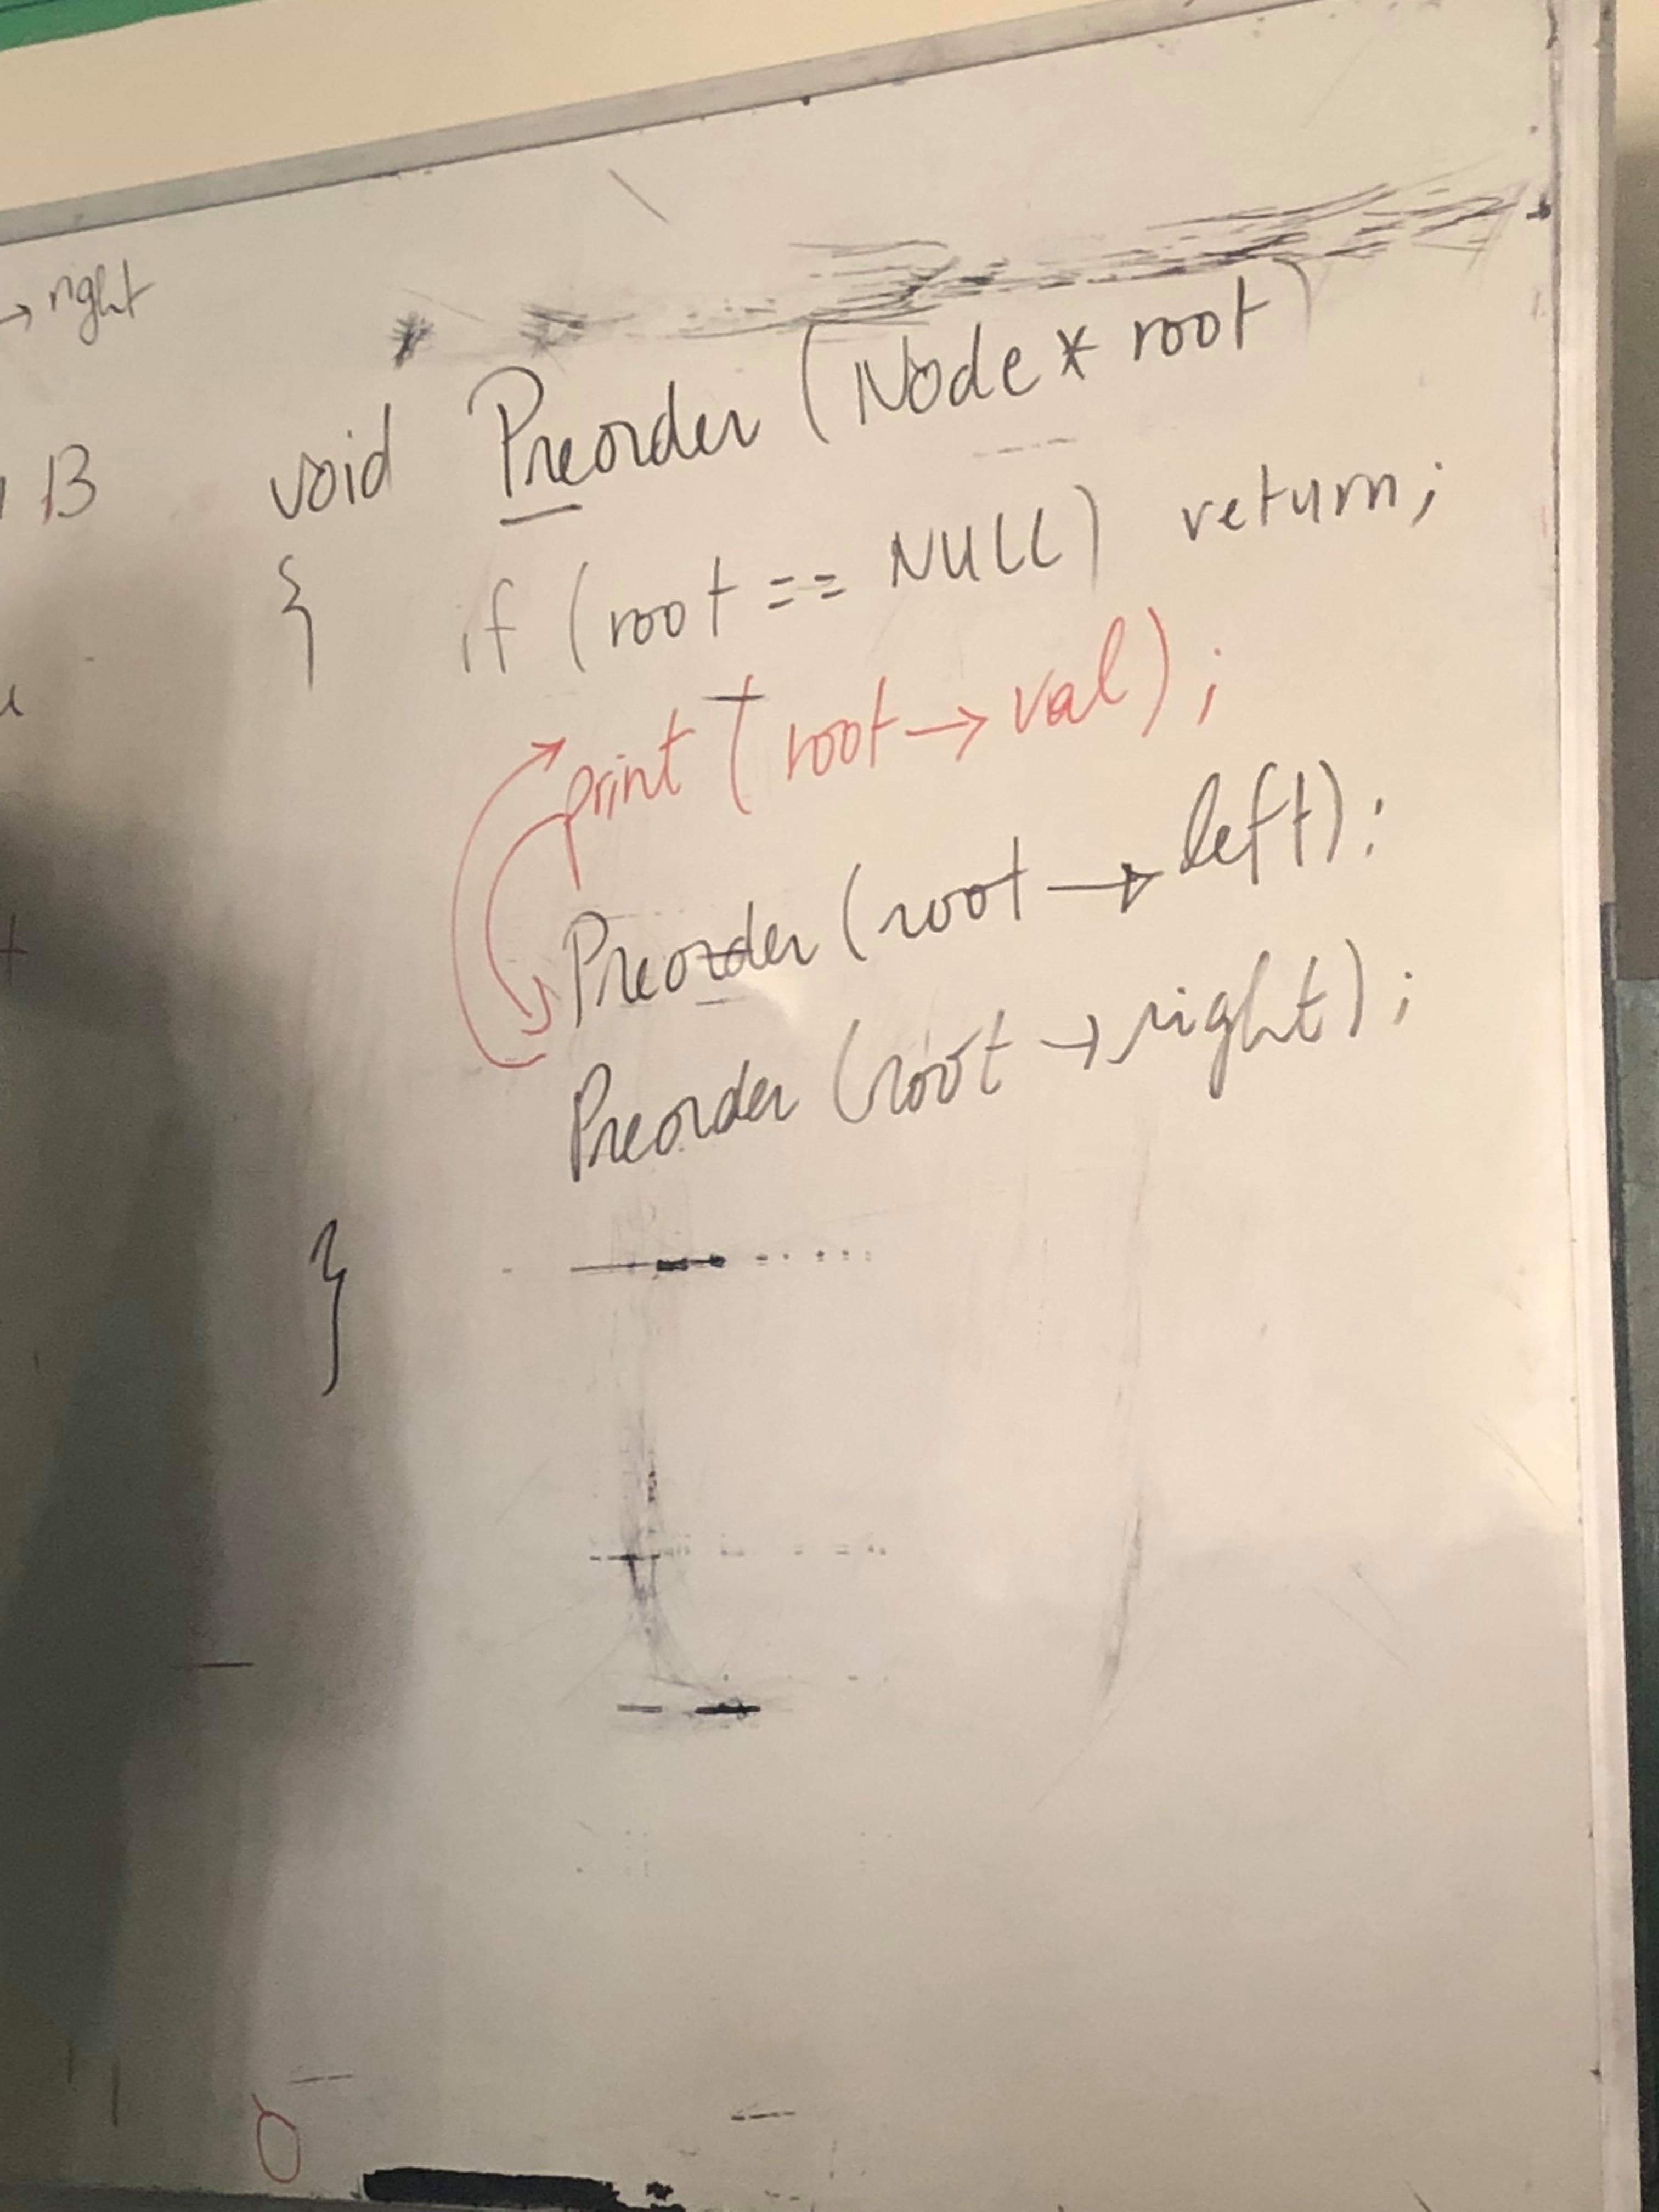 → right
13
void Preorder (Node * root)
{ if (root == NULL) return;
print (root → val);
Preorder (root → left);
Preorder (root → right);
}